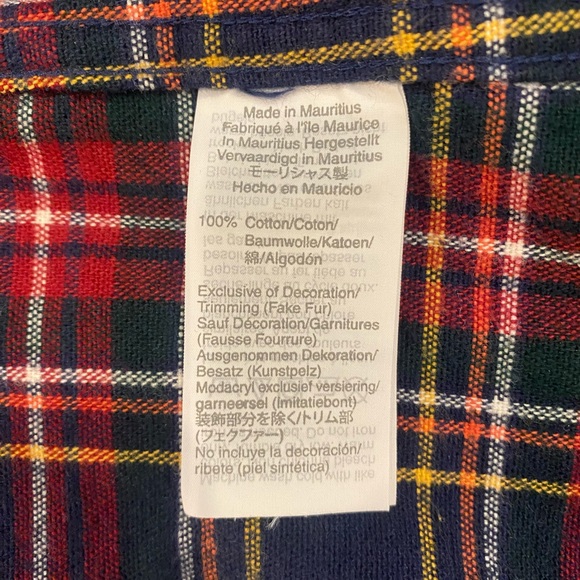 Made in Mauritius
Fabriqué à l'île Maurice
In Mauritius Hergestellt
Vervaardigd in Mauritius
モーリシャス製
Hecho en Mauricio
100% Cotton/Coton/
Baumwolle/Katoen/
綿/Algodón
Exclusive of Decoration/
Trimming (Fake Fur)
Sauf Décoration/Garnitures
(Fausse Fourrure)
Ausgenommen Dekoration/
Besatz (Kunstpelz)
Modacryl exclusief versiering/
garneersel (Imitatiebont)
装飾部分を除く/トリム部
(フェクファー)
No incluye la decoración/
ribete (piel sintética)